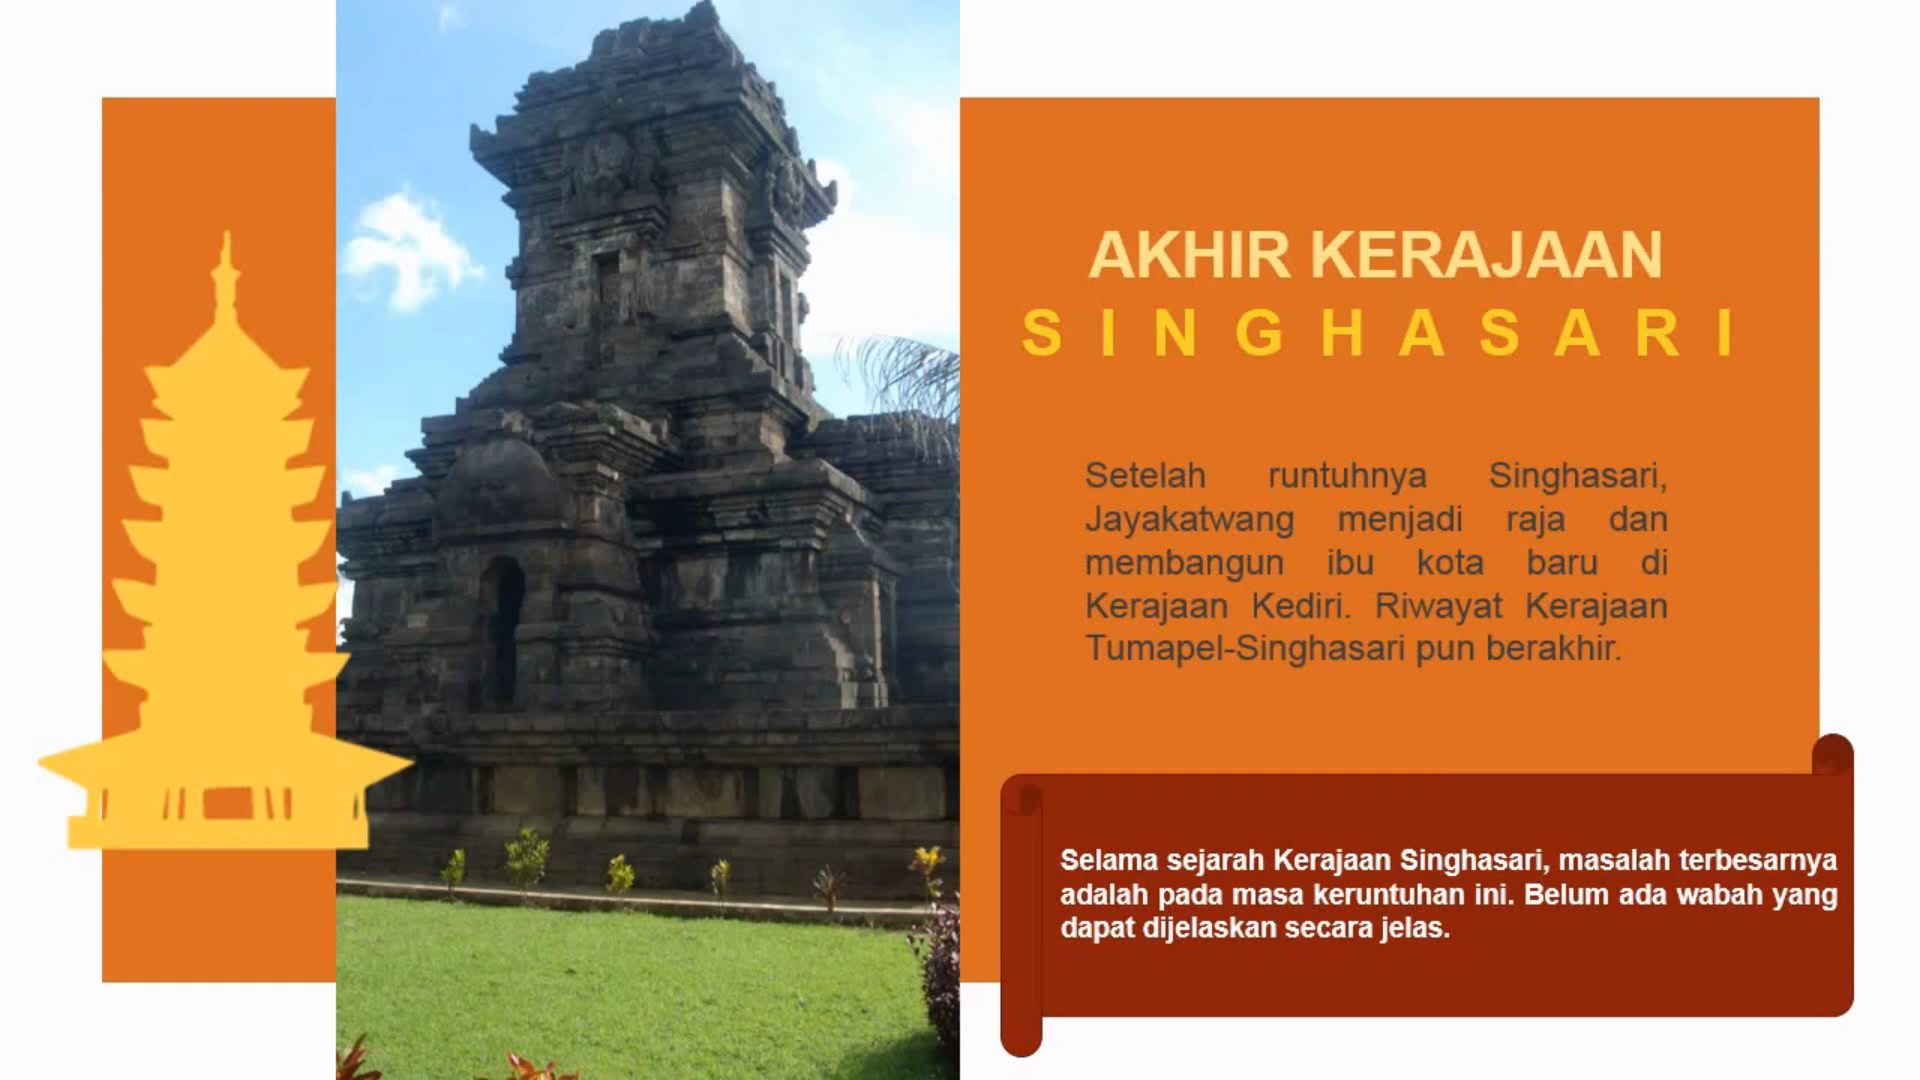 AKHIR KERAJAAN
SINGHASARI
Setelah runtuhnya Singhasari,
Jayakatwang menjadi raja dan
membangun ibu kota baru di
Kerajaan Kediri. Riwayat Kerajaan
Tumapel-Singhasari pun berakhir.
Selama sejarah Kerajaan Singhasari, masalah terbesarnya
adalah pada masa keruntuhan ini. Belum ada wabah yang
dapat dijelaskan secara jelas.